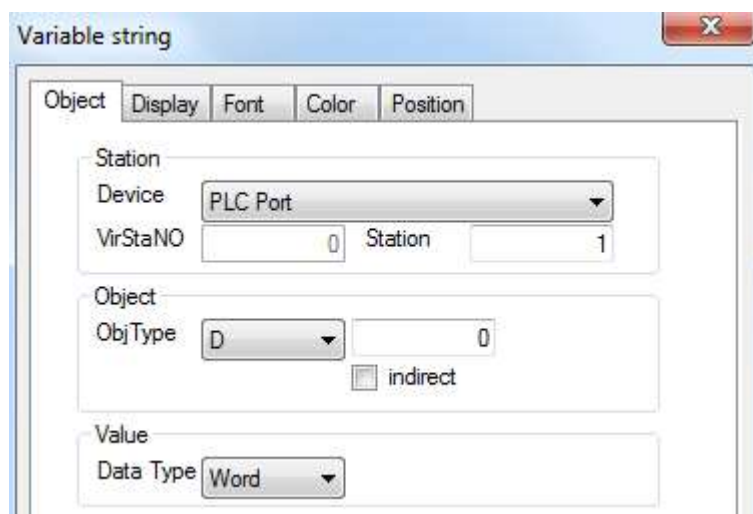 Variable string
Object Display Font Color Position
Station
Device PLC Port
VirStaNO 0 Station 1
Object
ObjType D 0
indirect
Value
Data Type Word